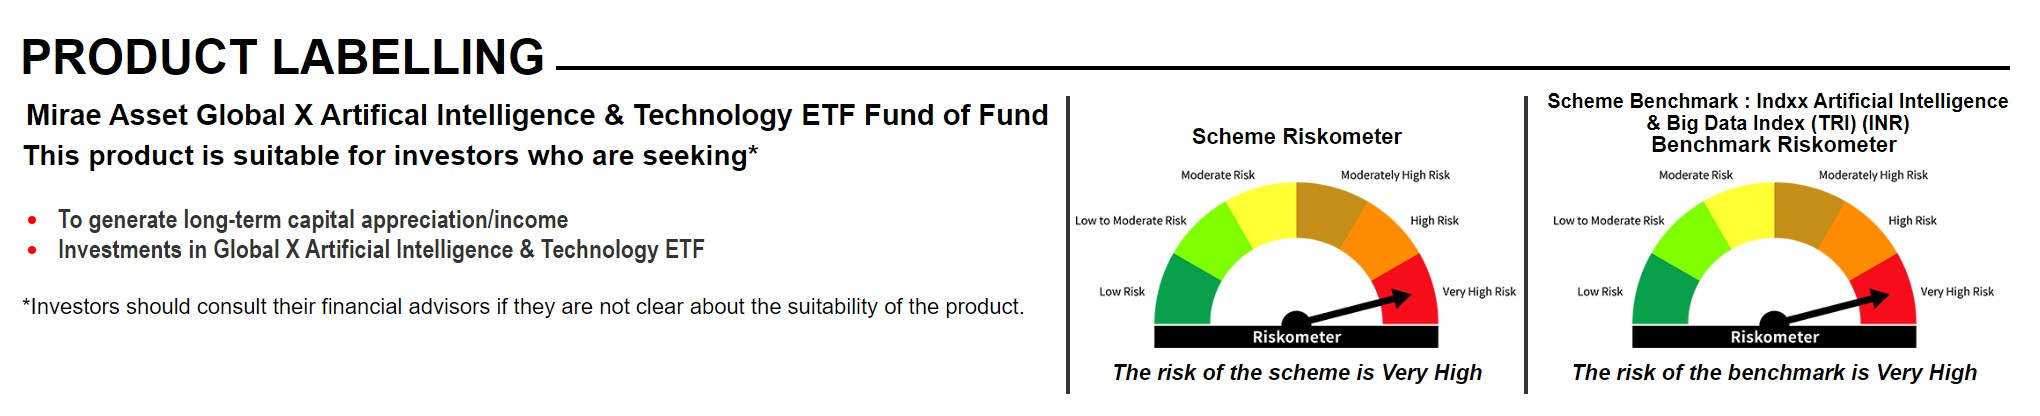 PRODUCT LABELLING
Mirae Asset Global X Artifical Intelligence & Technology ETF Fund of Fund
This product is suitable for investors who are seeking*
• To generate long-term capital appreciation/income
• Investments in Global X Artificial Intelligence & Technology ETF
*Investors should consult their financial advisors if they are not clear about the suitability of the product.
Scheme Riskometer
Moderate Risk
Moderately High Risk
Low to Moderate Risk
High Risk
Low Risk
Very High Risk
Riskometer
The risk of the scheme is Very High
Scheme Benchmark : Indxx Artificial Intelligence
& Big Data Index (TRI) (INR)
Benchmark Riskometer
Moderate Risk
Moderately High Risk
Low to Moderate Risk
High Risk
Low Risk
Very High Risk
Riskometer
The risk of the benchmark is Very High